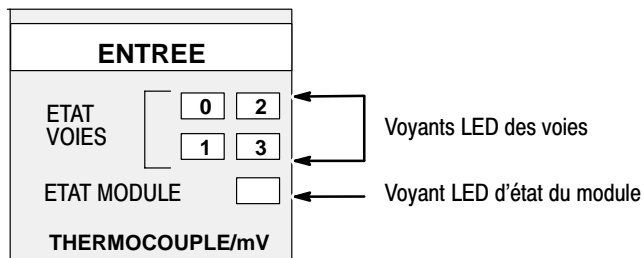 ENTREE
ETAT
VOIES
0 2
1 3
Voyants LED des voies
ETAT MODULE
Voyant LED d'état du module
THERMOCOUPLE/mV